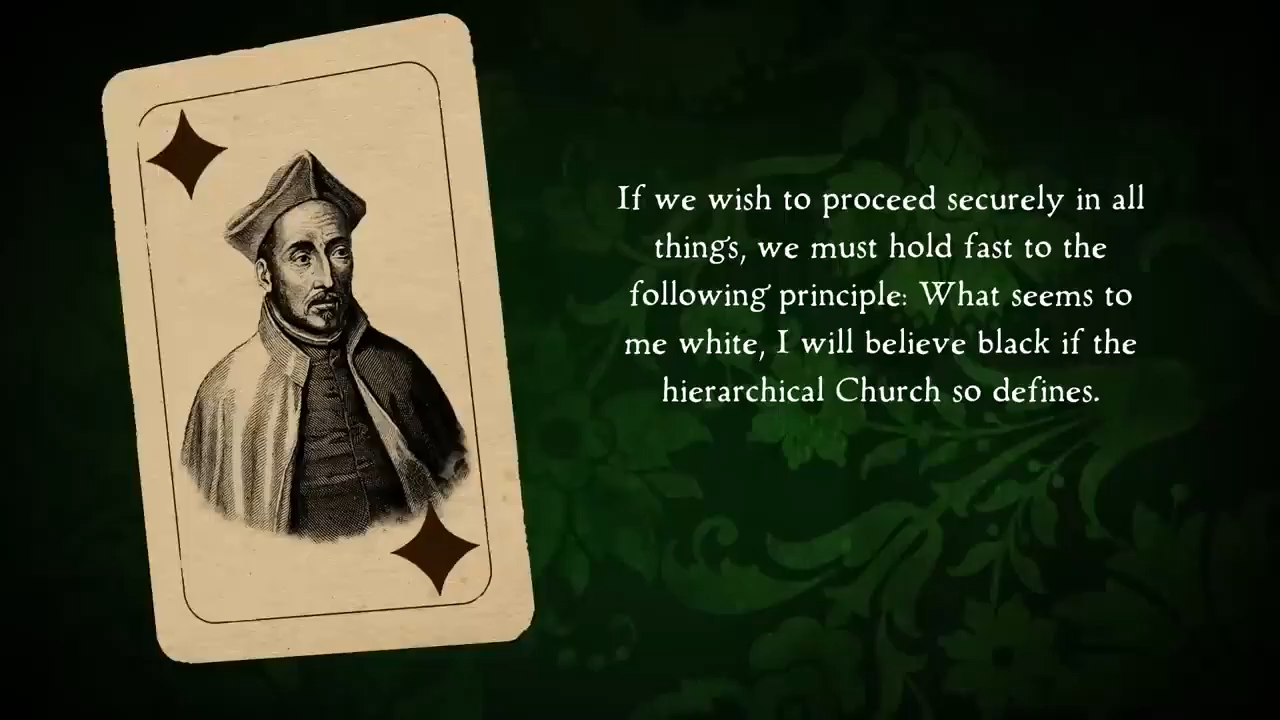 If we wish to proceed securely in all
things, we must hold fast to the
following principle: What seems to
me white, I will believe black if the
hierarchical Church so defines.